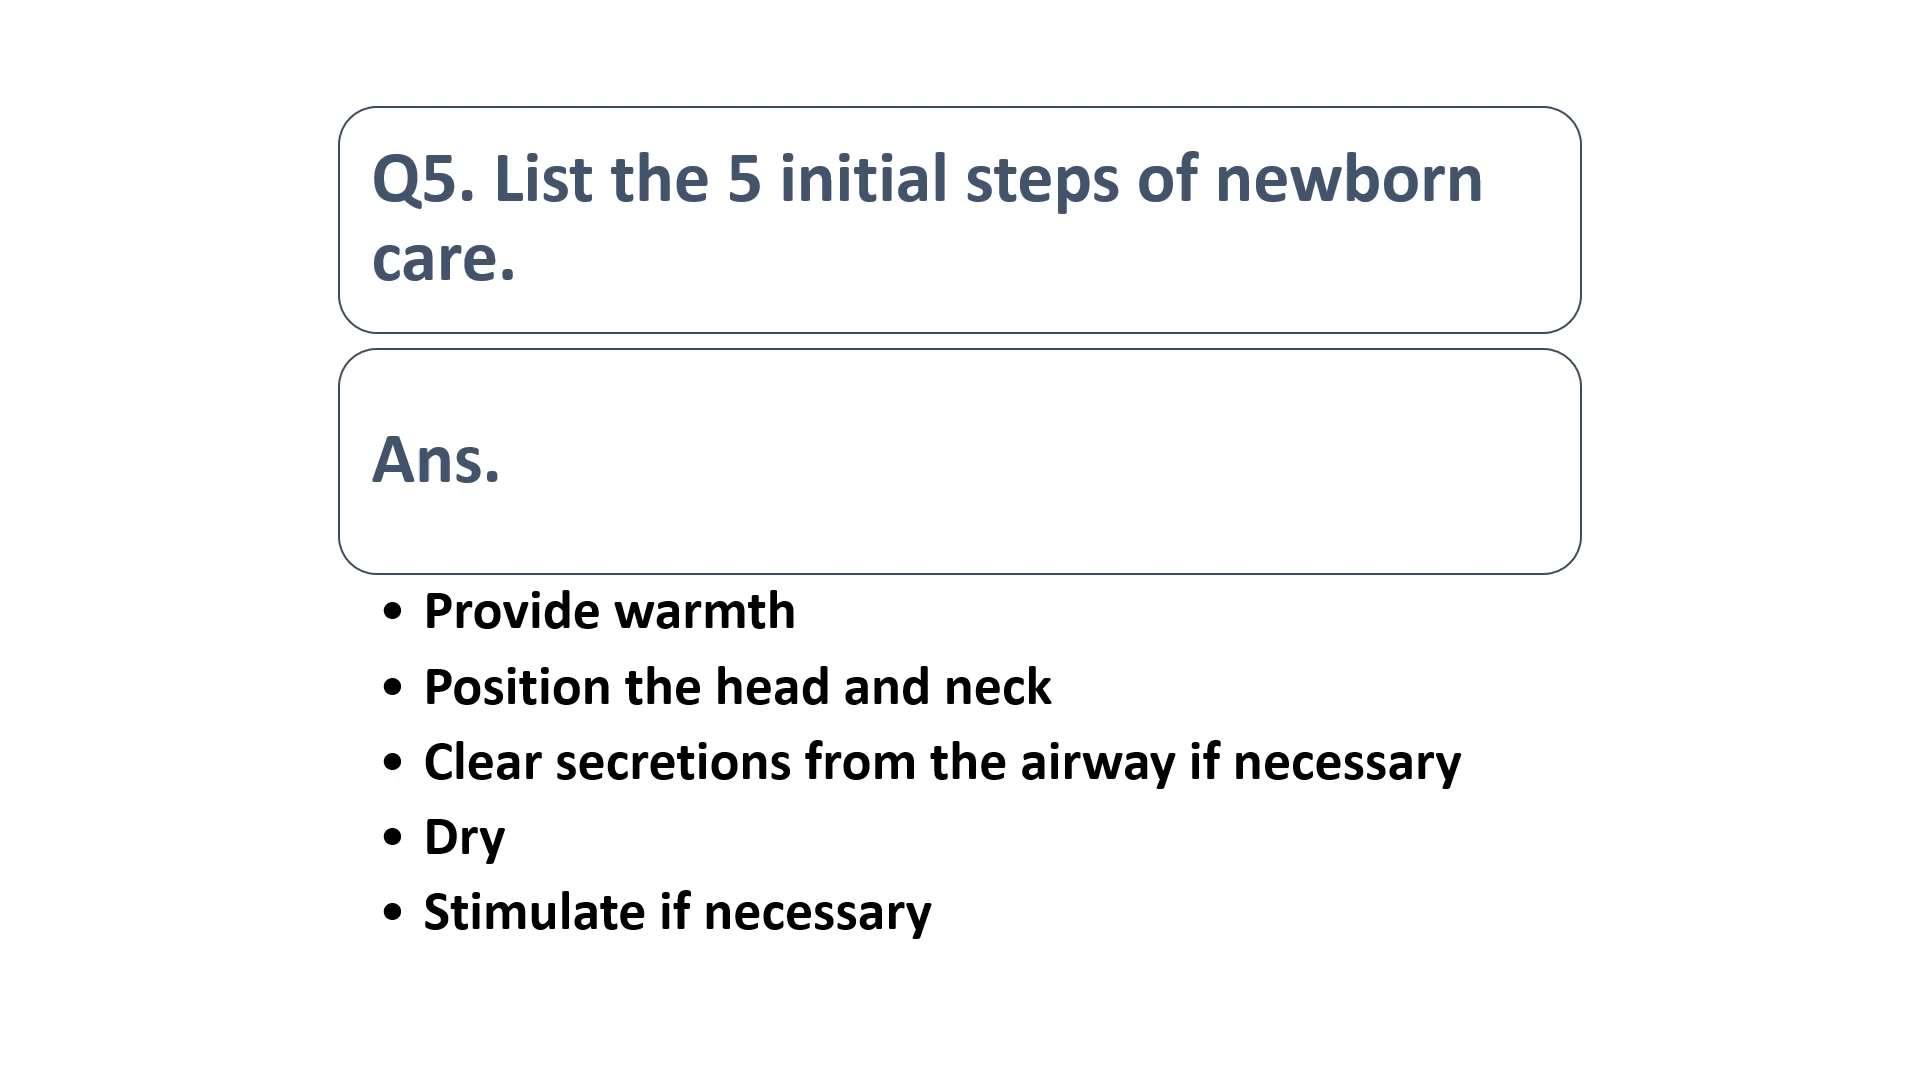 Q5. List the 5 initial steps of newborn
care.
Ans.
• Provide warmth
• Position the head and neck
• Clear secretions from the airway if necessary
• Dry
• Stimulate if necessary